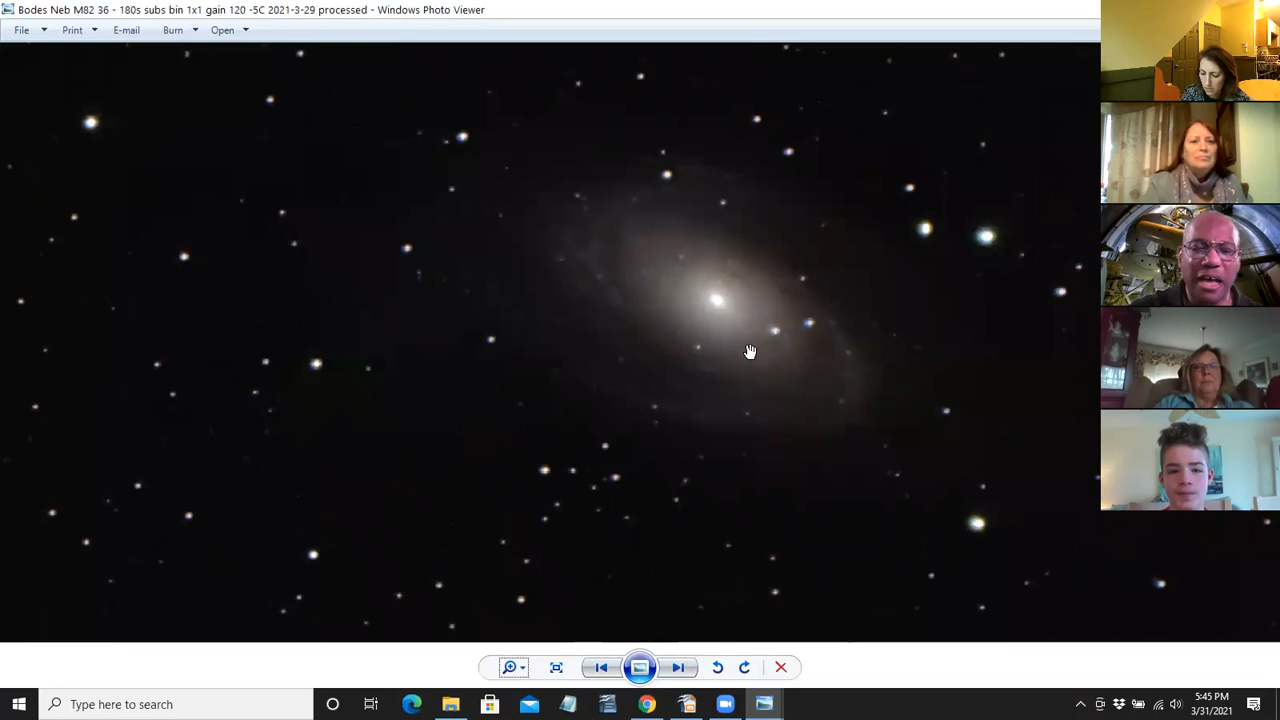 Bodes Neb M82 36 - 180s subs bin 1x1 gain 120 -5C 2021-3-29 processed - Windows Photo Viewer
File Print E-mail Burn Open
Type here to search
5:45 PM
3/31/2021